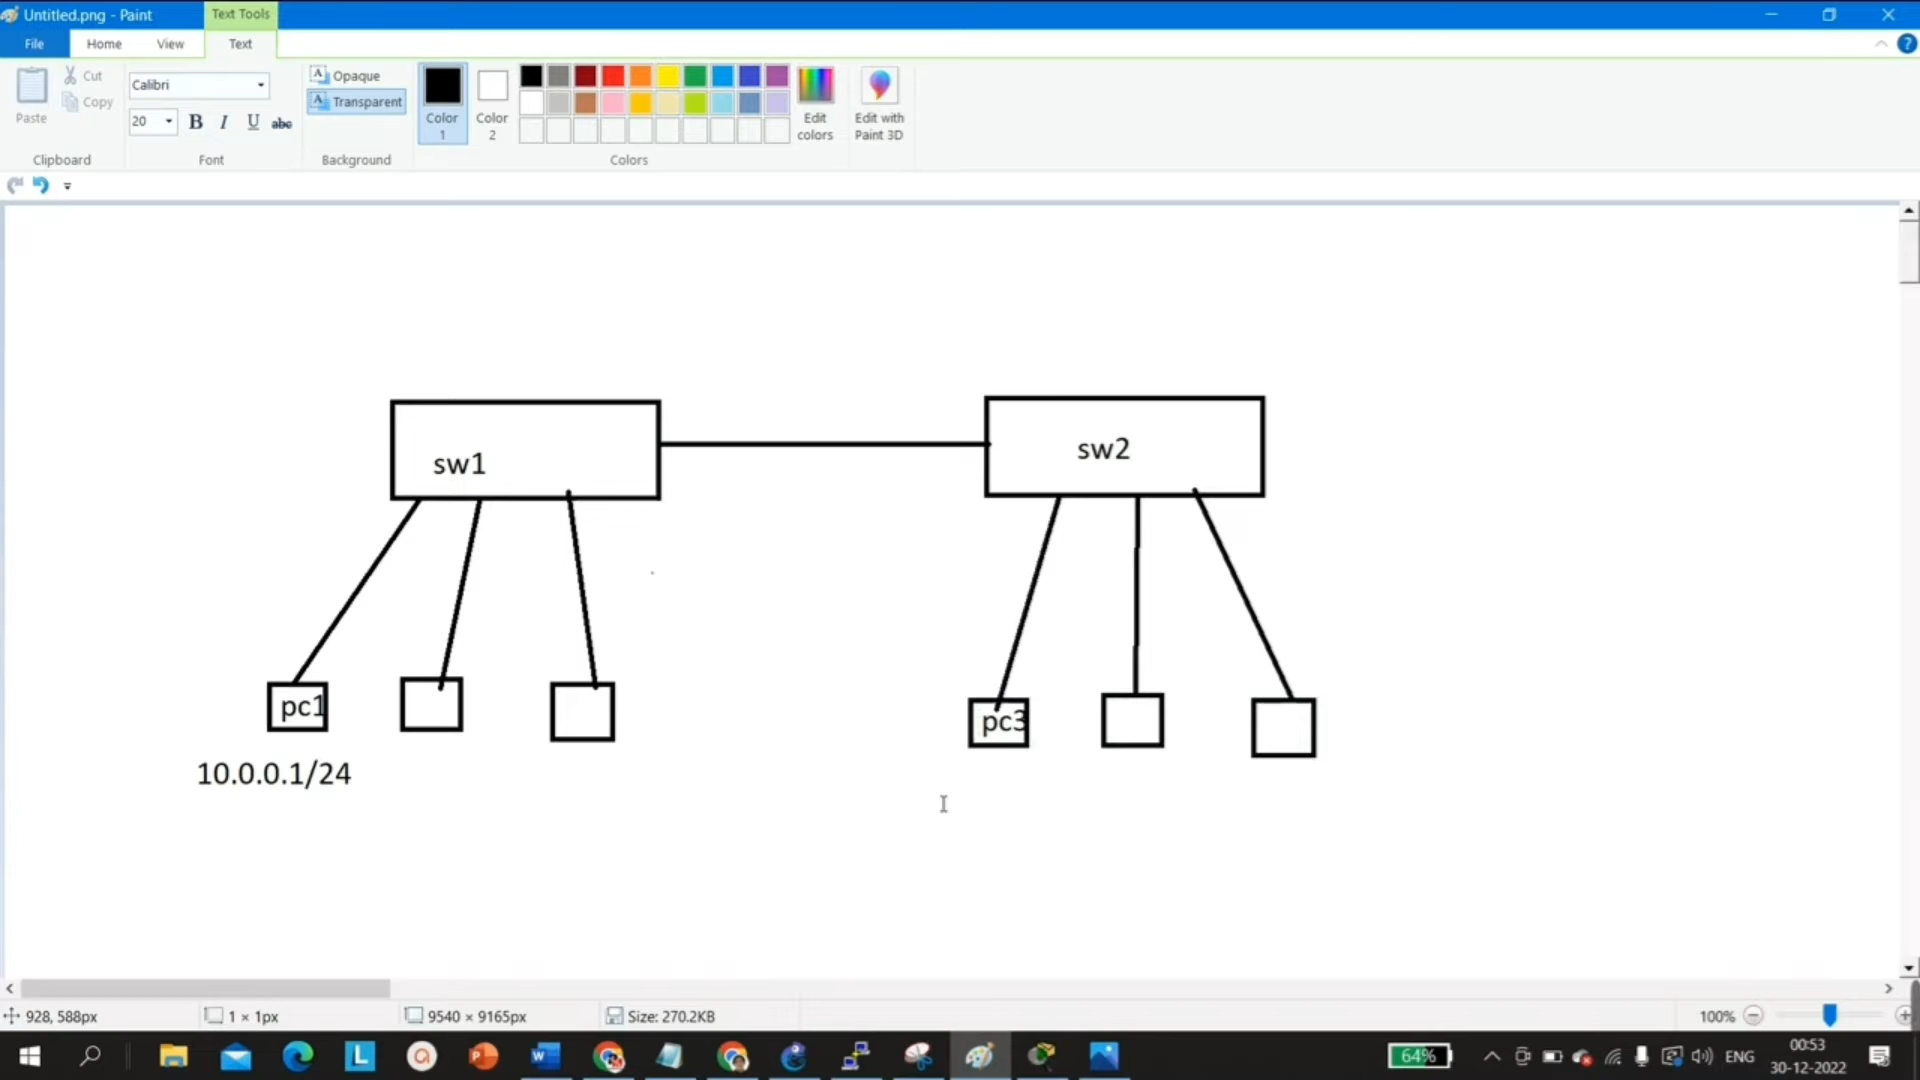 Untitled.png - Paint
Text Tools
File
Home
View
Text
Paste
Cut
Copy
Clipboard
Calibri
20
B I U abc
Font
Opaque
Transparent
Background
Color 1
Color 2
Edit colors
Edit with Paint 3D
Colors
sw1
sw2
pc1
pc3
10.0.0.1/24
928, 588px
1 × 1px
9540 × 9165px
Size: 270.2KB
100%
64%
ENG
00:53
30-12-2022